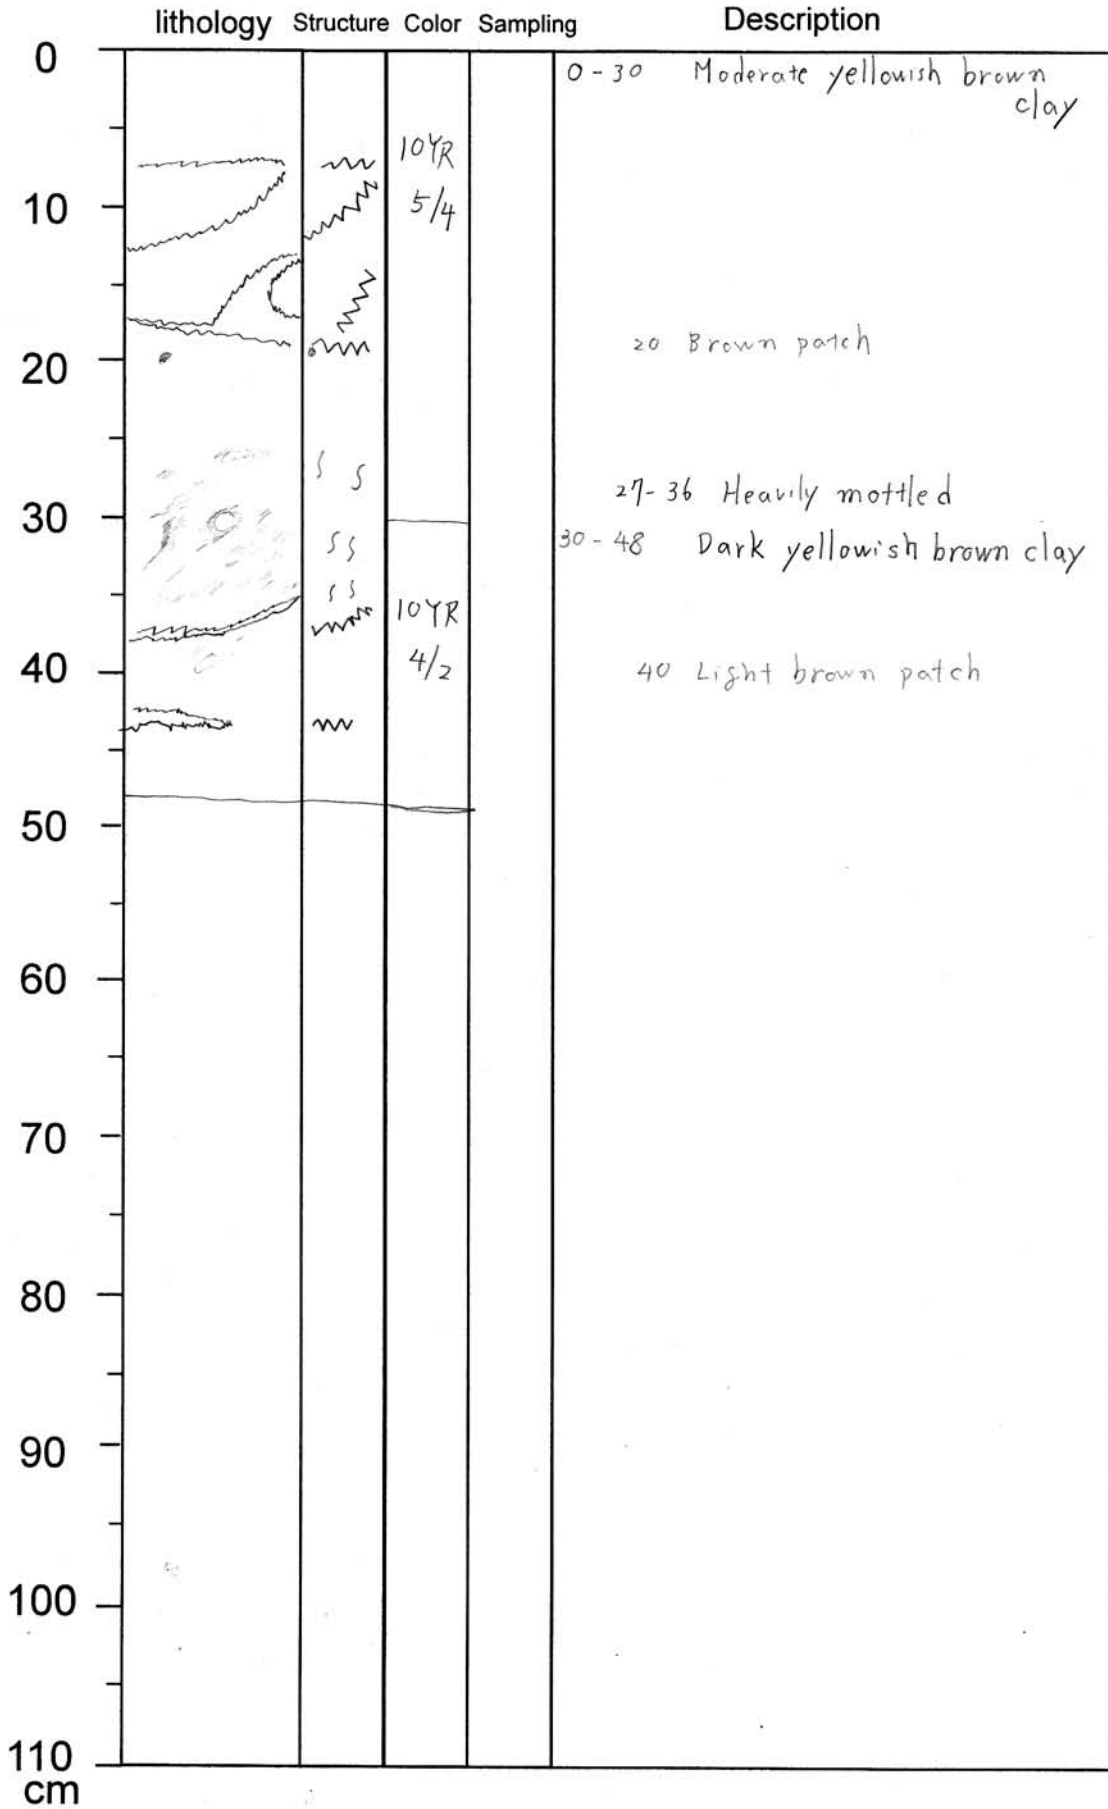 lithology Structure Color Sampling Description
0
0-30 Moderate yellowish brown
clay
10YR
5/4
10
20 Brown patch
20
27-36 Heavily mottled
30
30-48 Dark yellowish brown clay
10YR
4/2
40
40 Light brown patch
50
60
70
80
90
100
110
cm